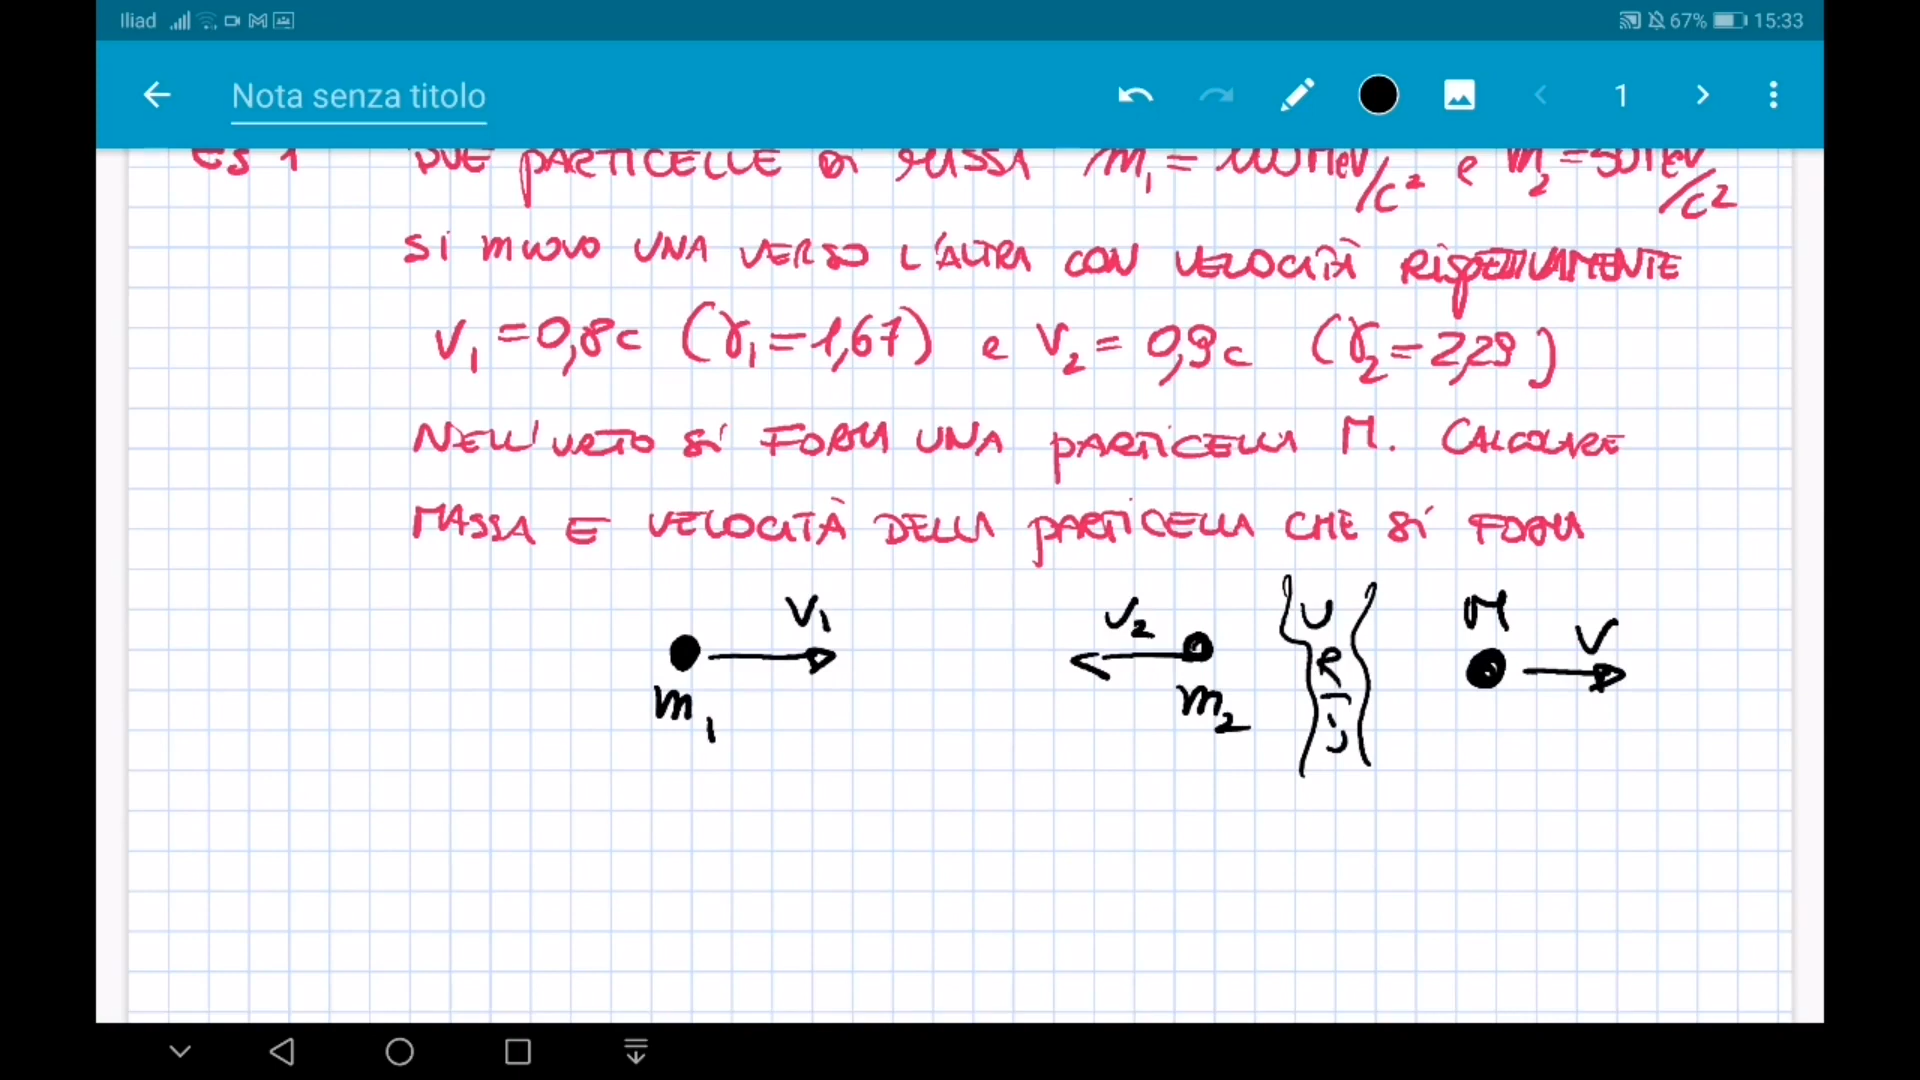 Iliad 67% 15:33
Nota senza titolo 1
ES 1 DUE PARTICELLE DI MASSA m₁ = 100 MeV/c² e m₂ = 50 MeV/c²
SI MUOVO UNA VERSO L'ALTRA CON VELOCITÀ RISPETTIVAMENTE
V₁ = 0,8c (γ₁ = 1,67) e V₂ = 0,9c (γ₂ = 2,29)
NELL'URTO SI FORMA UNA PARTICELLA M. CALCOLARE
MASSA E VELOCITÀ DELLA PARTICELLA CHE SI FORMA
V₁ V₂ U M V
R
T
m₁ m₂